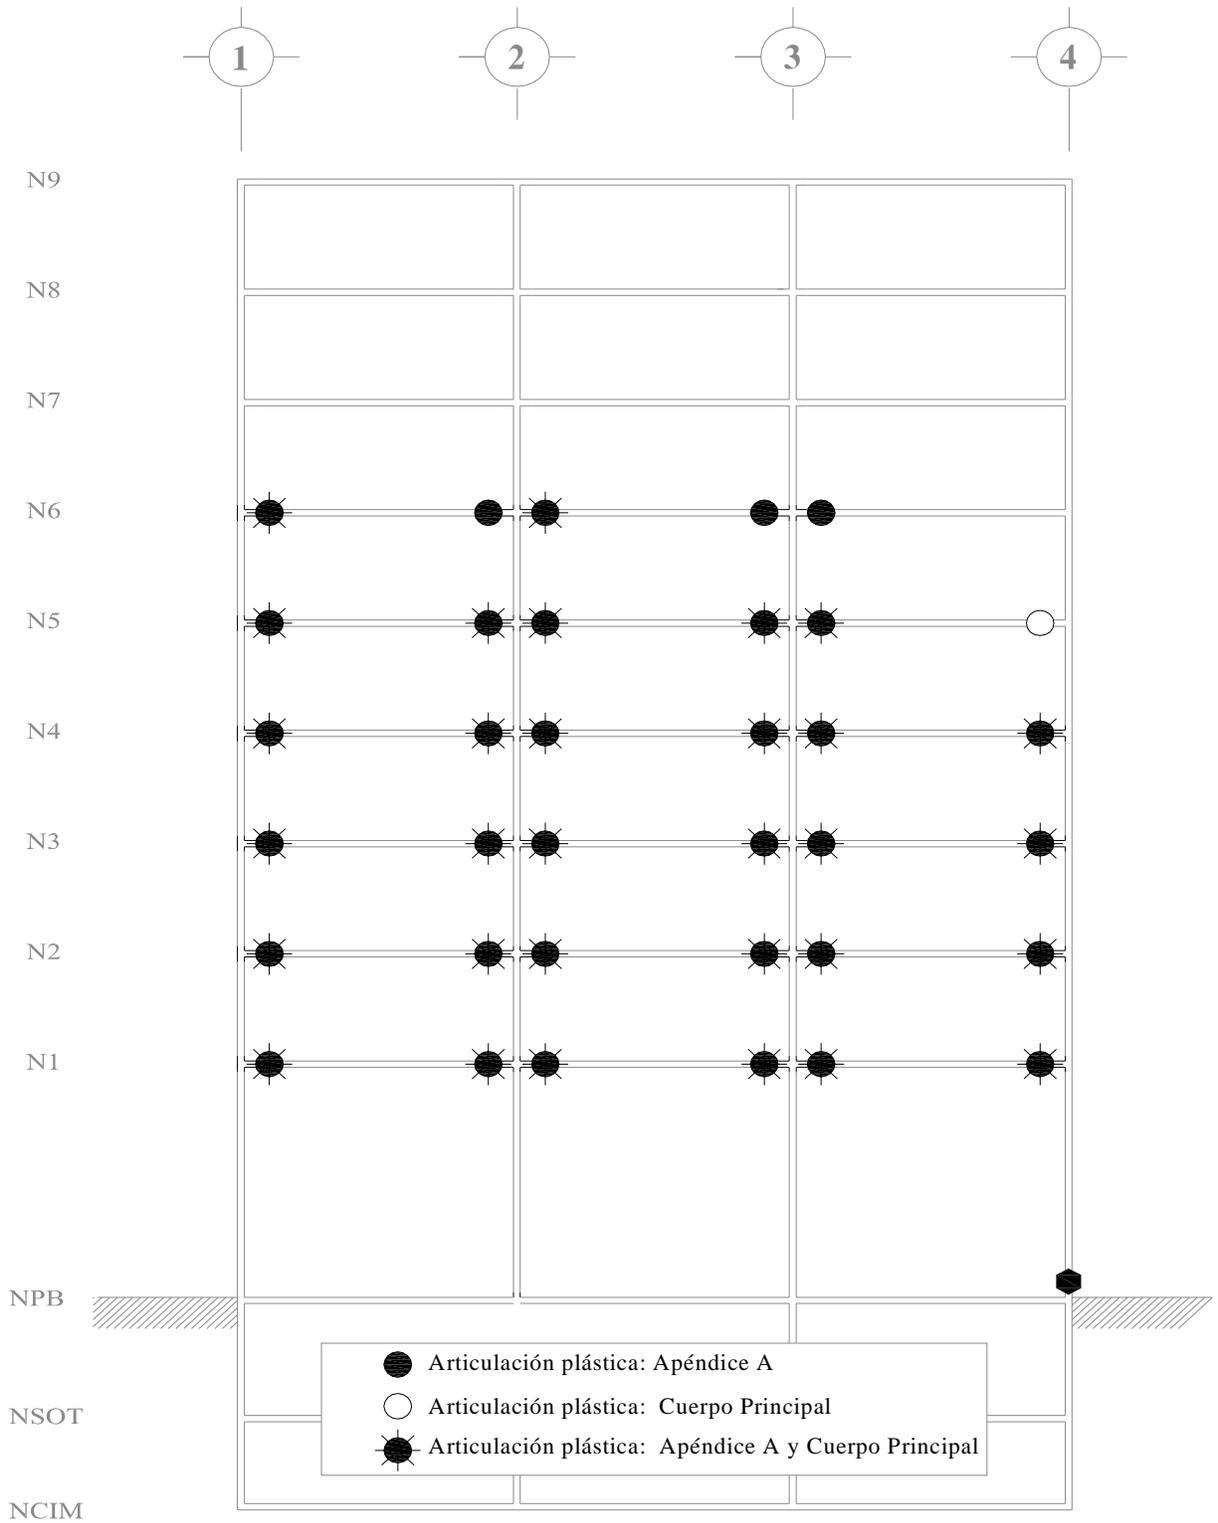 1 2 3 4
N9
N8
N7
N6
N5
N4
N3
N2
N1
NPB
Articulación plástica: Apéndice A
Articulación plástica: Cuerpo Principal
NSOT
Articulación plástica: Apéndice A y Cuerpo Principal
NCIM